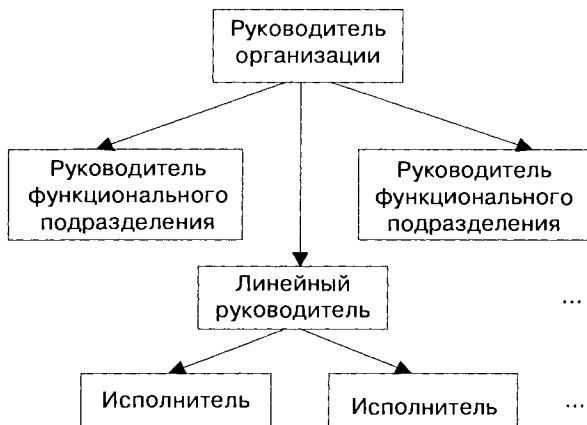 Руководитель
организации
Руководитель
функционального
подразделения
Руководитель
функционального
подразделения
Линейный
руководитель
...
Исполнитель
Исполнитель
...